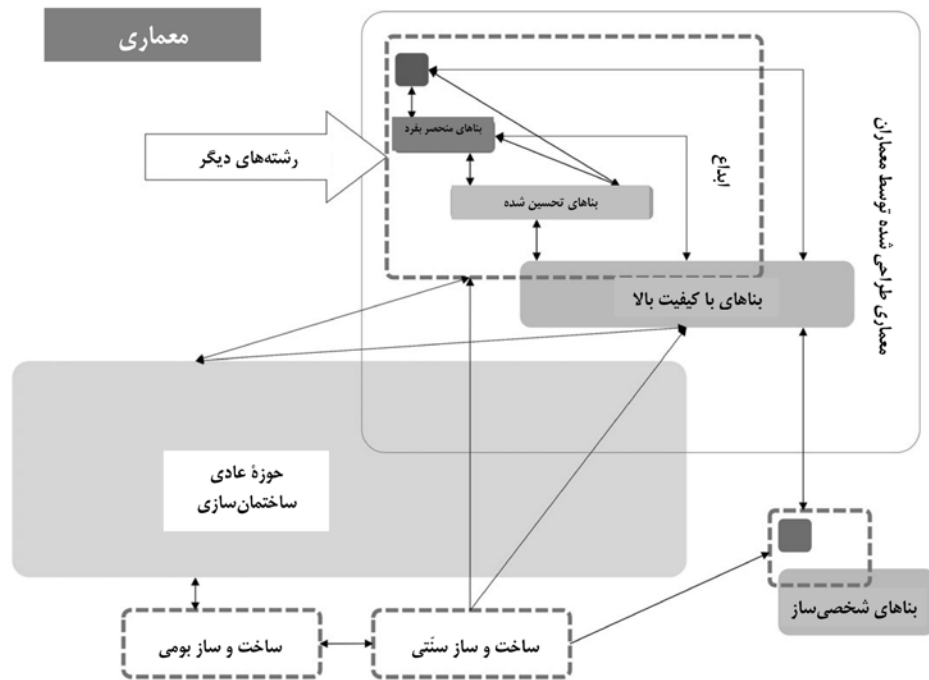 معماری
بناهای منحصر بفرد
رشته‌های دیگر
ابداع
بناهای تحسین شده
معماری طراحی شده توسط معماران
بناهای با کیفیت بالا
حوزهٔ عادی
ساختمان‌سازی
بناهای شخصی‌ساز
ساخت و ساز سنّتی
ساخت و ساز بومی